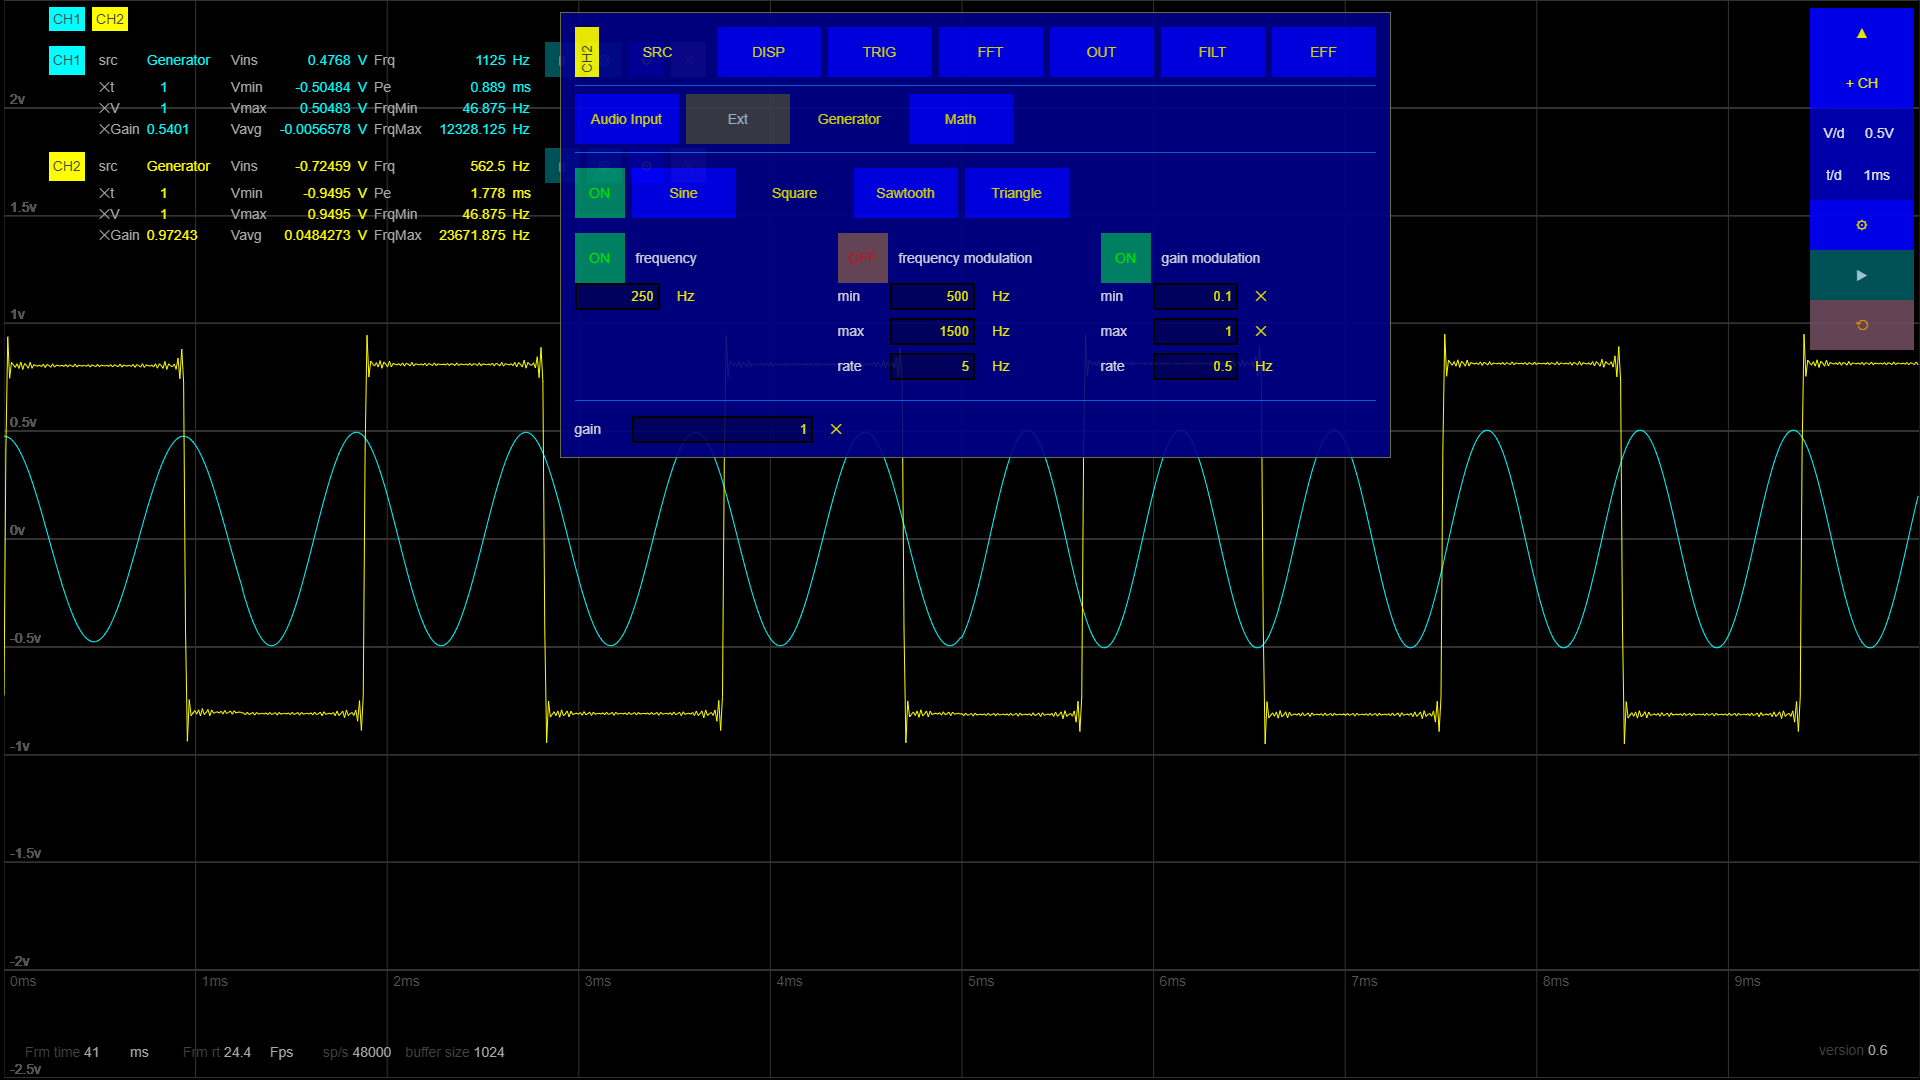 CH1 CH2
CH1 src Generator Vins 0.4768 V Frq 1125 Hz
Xt 1 Vmin -0.50484 V Pe 0.889 ms
XV 1 Vmax 0.50483 V FrqMin 46.875 Hz
XGain 0.5401 Vavg -0.0056578 V FrqMax 12328.125 Hz
CH2 src Generator Vins -0.72459 V Frq 562.5 Hz
Xt 1 Vmin -0.9495 V Pe 1.778 ms
XV 1 Vmax 0.9495 V FrqMin 46.875 Hz
XGain 0.97243 Vavg 0.0484273 V FrqMax 23671.875 Hz
CH2 SRC DISP TRIG FFT OUT FILT EFF
Audio Input Ext Generator Math
ON Sine Square Sawtooth Triangle
ON frequency OFF frequency modulation ON gain modulation
250 Hz min 500 Hz min 0.1 ×
max 1500 Hz max 1 ×
rate 5 Hz rate 0.5 Hz
gain 1 ×
+ CH
V/d 0.5V
t/d 1ms
2v
1.5v
1v
0.5v
0v
-0.5v
-1v
-1.5v
-2v
-2.5v
0ms 1ms 2ms 3ms 4ms 5ms 6ms 7ms 8ms 9ms
Frm time 41 ms Frm rt 24.4 Fps sp/s 48000 buffer size 1024
version 0.6